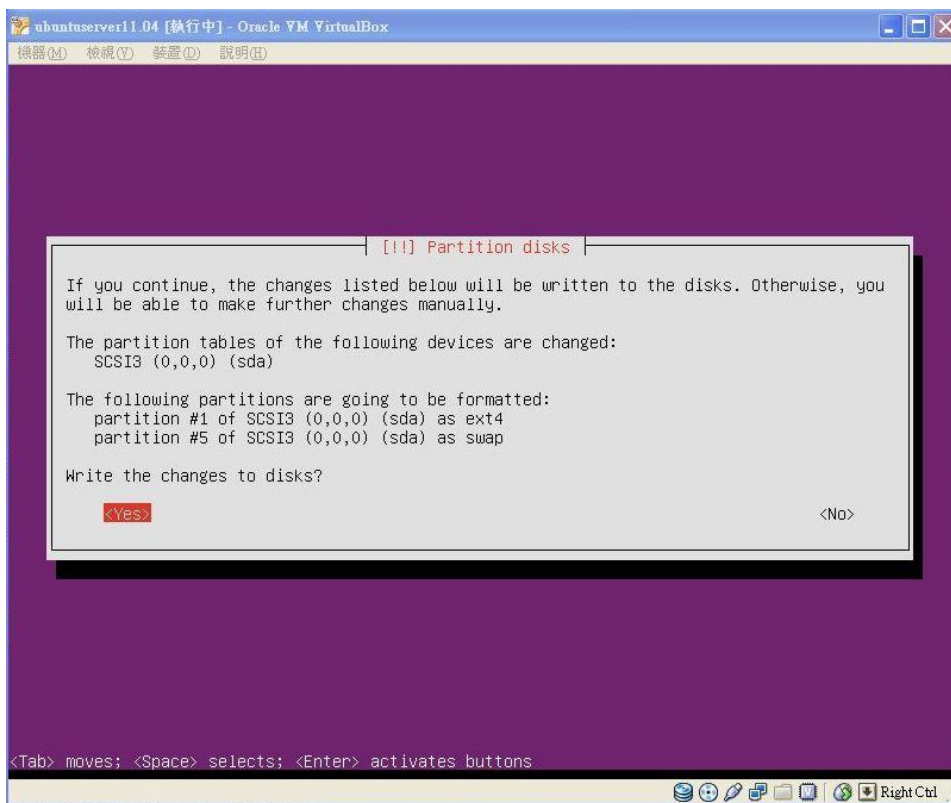 ubuntuserver11.04 [執行中] - Oracle VM VirtualBox
機器(M) 檢視(V) 裝置(D) 說明(H)
[!!] Partition disks
If you continue, the changes listed below will be written to the disks. Otherwise, you
will be able to make further changes manually.
The partition tables of the following devices are changed:
SCSI3 (0,0,0) (sda)
The following partitions are going to be formatted:
partition #1 of SCSI3 (0,0,0) (sda) as ext4
partition #5 of SCSI3 (0,0,0) (sda) as swap
Write the changes to disks?
<Yes> <No>
<Tab> moves; <Space> selects; <Enter> activates buttons
Right Ctrl